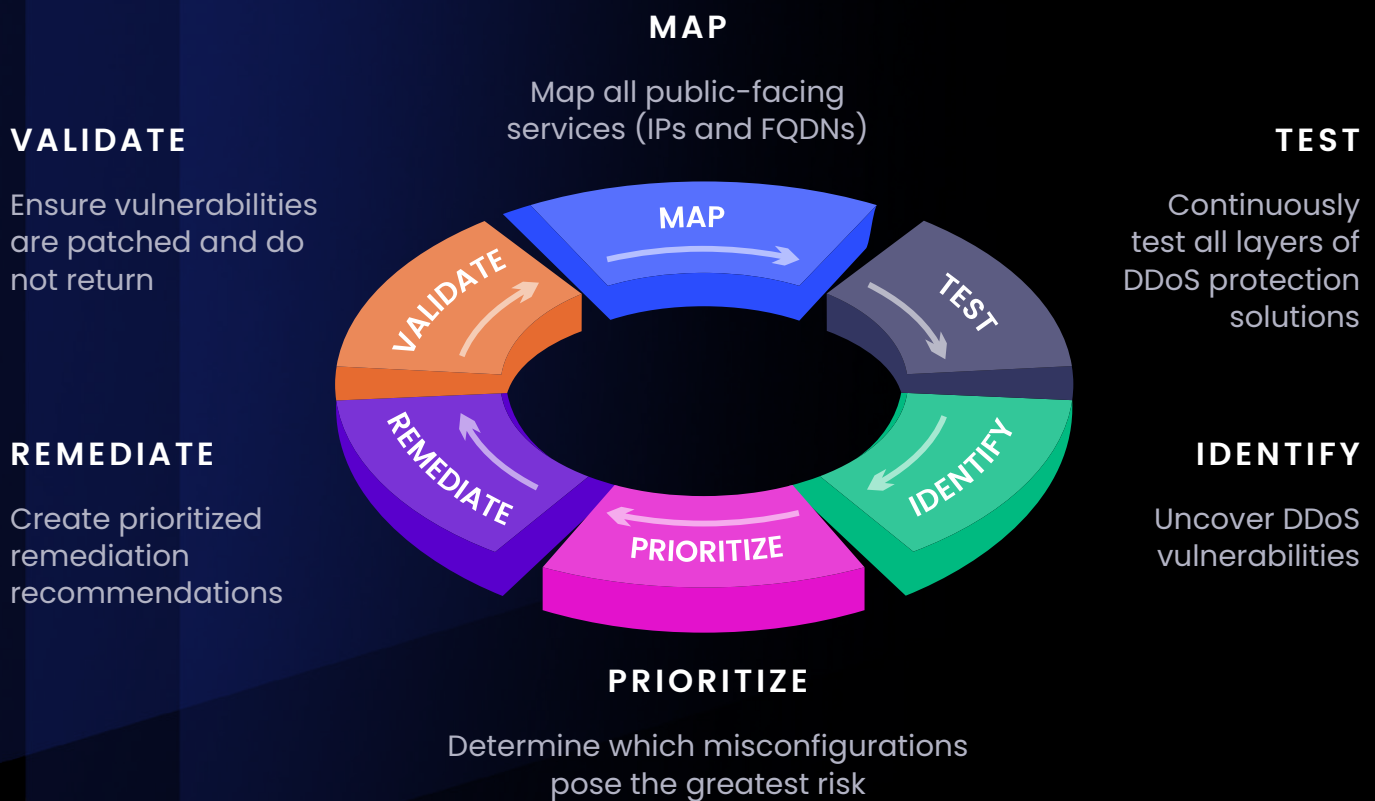 MAP
Map all public-facing
services (IPs and FQDNs)
VALIDATE
Ensure vulnerabilities
are patched and do
not return
TEST
Continuously
test all layers of
DDoS protection
solutions
MAP
VALIDATE
TEST
REMEDIATE
IDENTIFY
PRIORITIZE
REMEDIATE
Create prioritized
remediation
recommendations
IDENTIFY
Uncover DDoS
vulnerabilities
PRIORITIZE
Determine which misconfigurations
pose the greatest risk